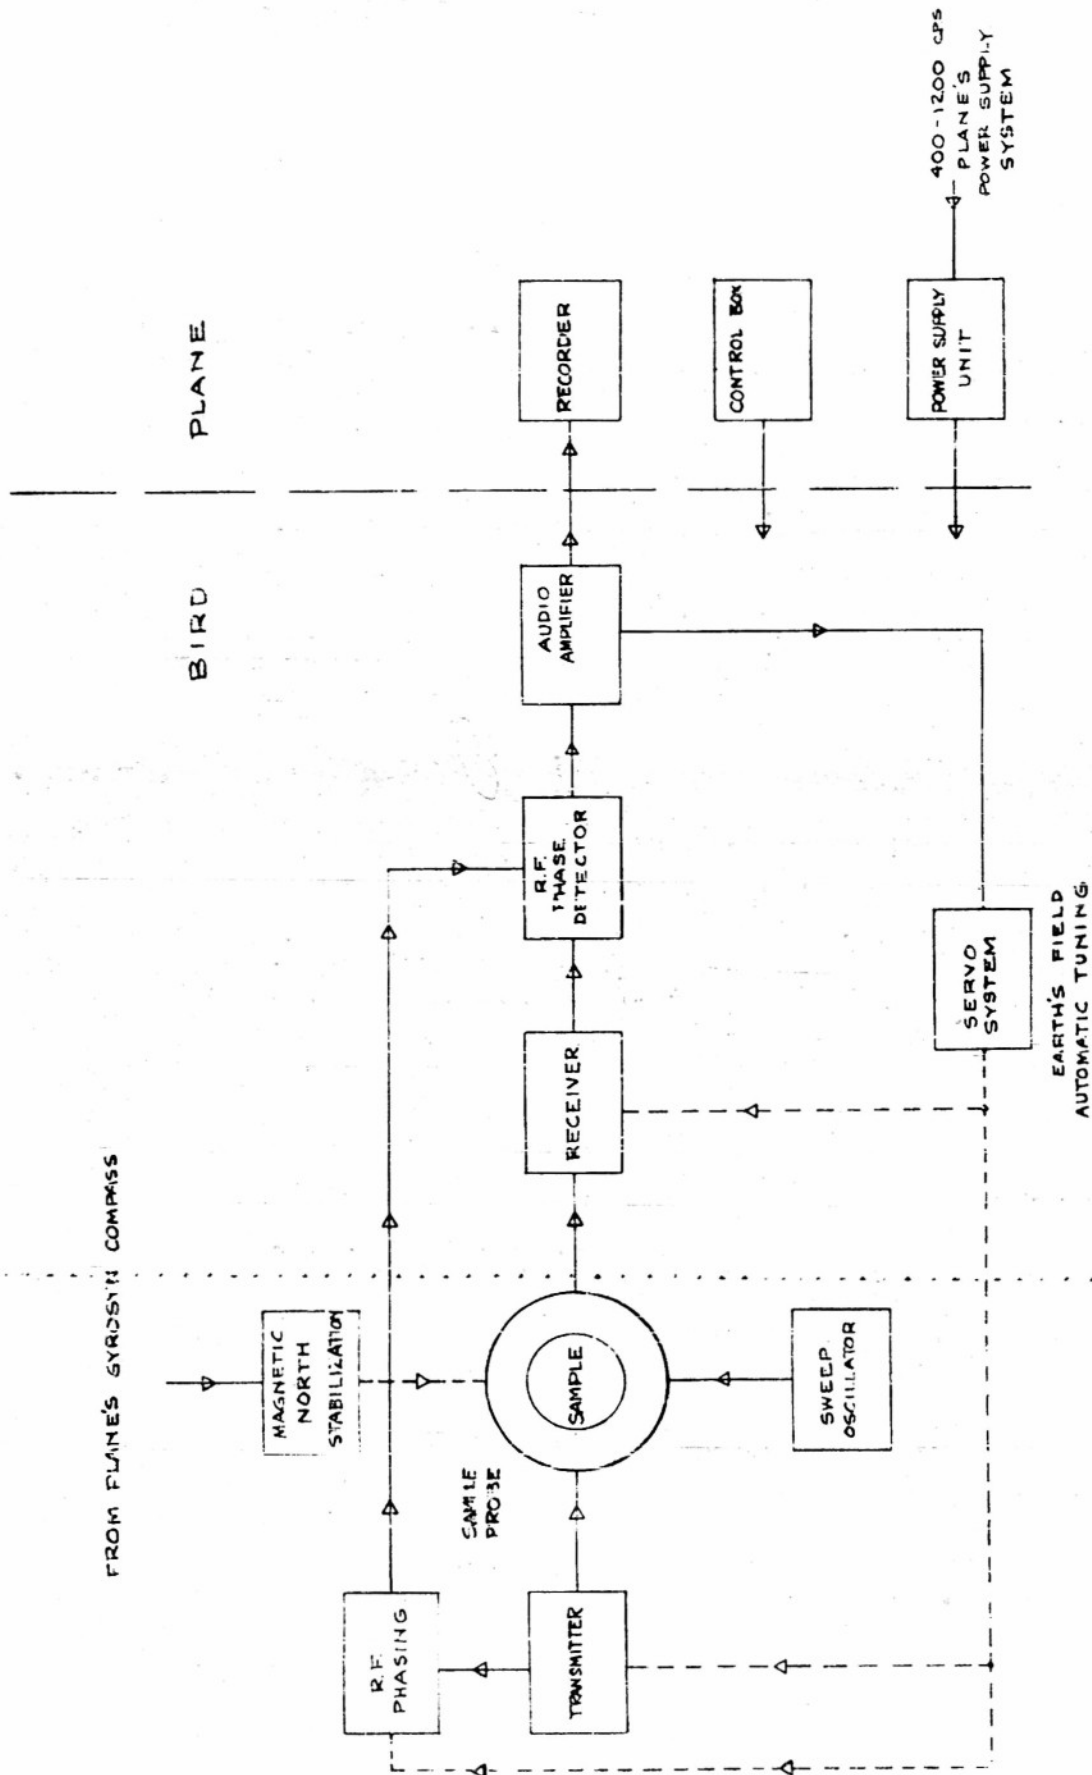 PLANE
BIRD
400-1200 CPS
PLANE'S
POWER SUPPLY
SYSTEM
RECORDER
CONTROL BOX
POWER SUPPLY
UNIT
AUDIO
AMPLIFIER
R.F.
PHASE
DETECTOR
RECEIVER
SERVO
SYSTEM
EARTH'S FIELD
AUTOMATIC TUNING
FROM PLANE'S GYROSYN COMPASS
MAGNETIC
NORTH
STABILIZATION
SAMPLE
PROBE
SAMPLE
SWEEP
OSCILLATOR
R.F.
PHASING
TRANSMITTER